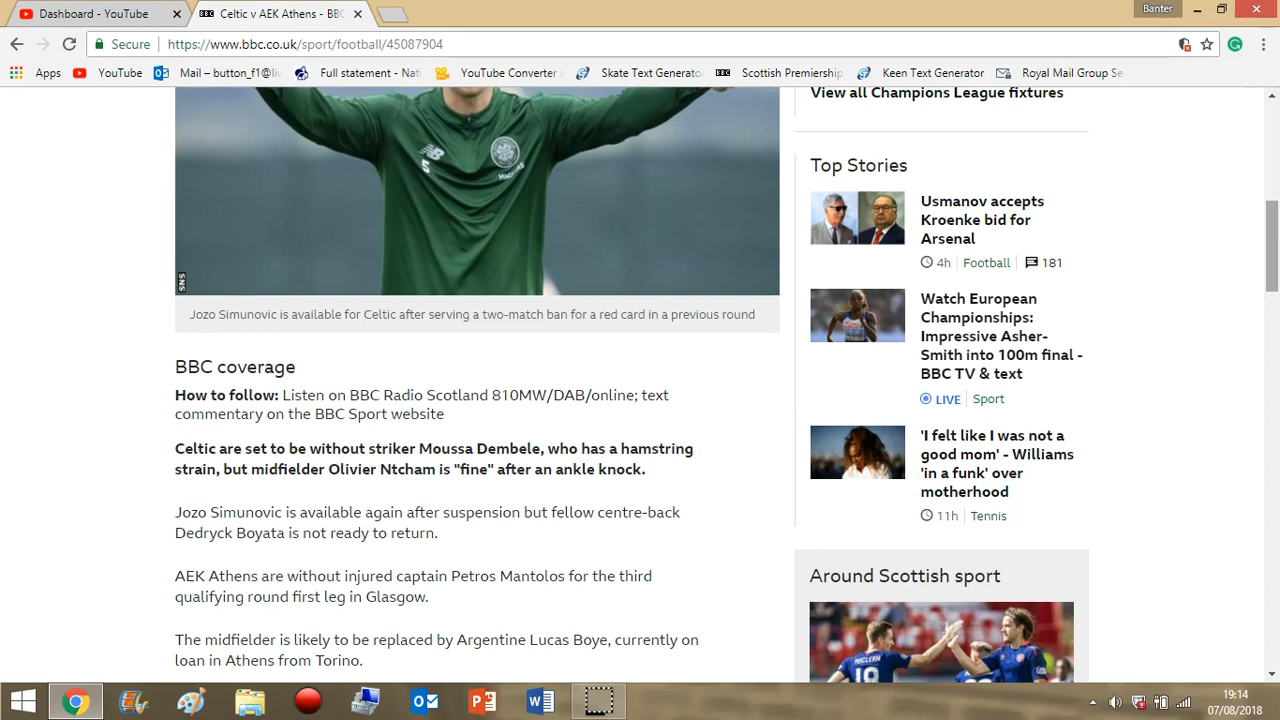 Dashboard - YouTube
Celtic v AEK Athens - BBC
Banter
Secure
https://www.bbc.co.uk/sport/football/45087904
Apps
YouTube
Mail – button_f1@li
Full statement - Nati
YouTube Converter
Skate Text Generato
Scottish Premiership
Keen Text Generator
Royal Mail Group Se
View all Champions League fixtures
5
SNS
Jozo Simunovic is available for Celtic after serving a two-match ban for a red card in a previous round
BBC coverage
How to follow: Listen on BBC Radio Scotland 810MW/DAB/online; text
commentary on the BBC Sport website
Celtic are set to be without striker Moussa Dembele, who has a hamstring
strain, but midfielder Olivier Ntcham is "fine" after an ankle knock.
Jozo Simunovic is available again after suspension but fellow centre-back
Dedryck Boyata is not ready to return.
AEK Athens are without injured captain Petros Mantolos for the third
qualifying round first leg in Glasgow.
The midfielder is likely to be replaced by Argentine Lucas Boye, currently on
loan in Athens from Torino.
Top Stories
Usmanov accepts
Kroenke bid for
Arsenal
4h
Football
181
Watch European
Championships:
Impressive Asher-
Smith into 100m final -
BBC TV & text
LIVE
Sport
'I felt like I was not a
good mom' - Williams
'in a funk' over
motherhood
11h
Tennis
Around Scottish sport
MCLEAN
18
19:14
07/08/2018